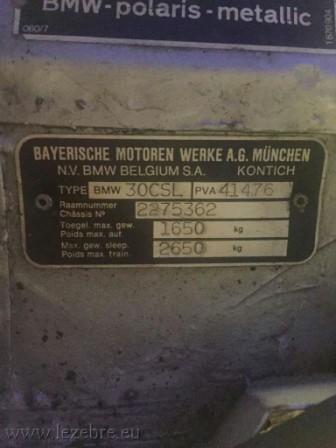 BMW-polaris-metallic
060/7
BAYERISCHE MOTOREN WERKE A.G. MÜNCHEN
N.V. BMW BELGIUM S.A. KONTICH
TYPE BMW 30CSL PVA 41476
Raamnummer
Châssis Nº 2275362
Toegel. max. gew.
Poids max. aut. 1650 kg
Max. gew. sleep.
Poids max. train. 2650 kg
www.lezebre.eu